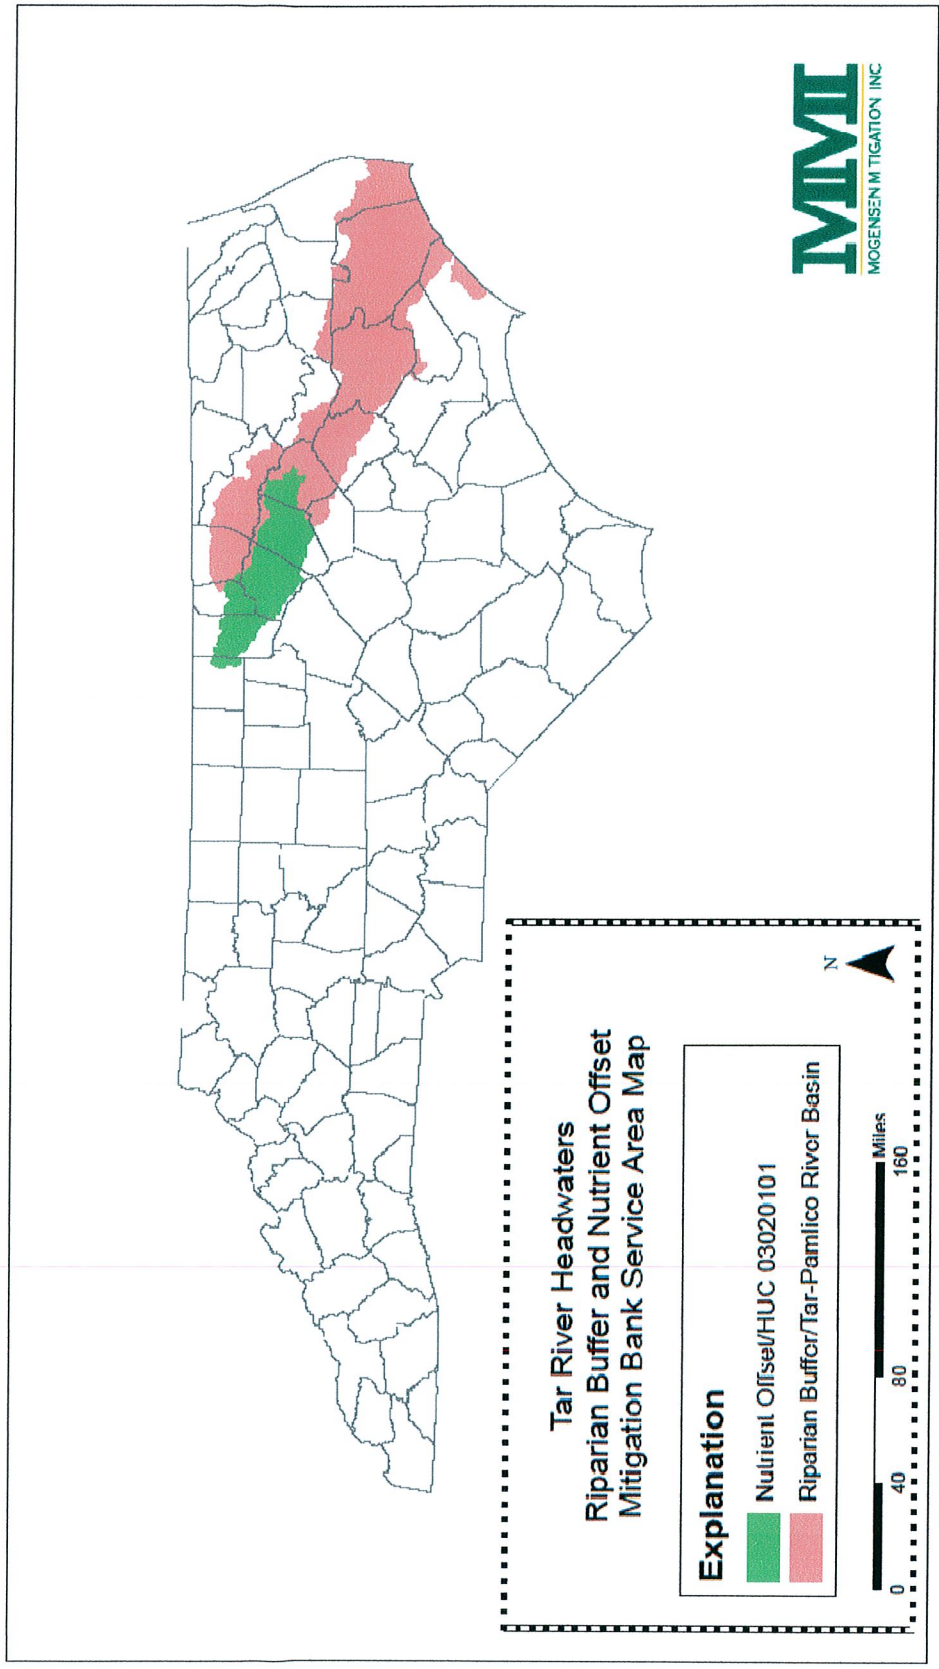 MMI
MOGENSEN MITIGATION INC
Tar River Headwaters
Riparian Buffer and Nutrient Offset
Mitigation Bank Service Area Map
N
Explanation
Nutrient Offset/HUC 03020101
Riparian Buffer/Tar-Pamlico River Basin
Miles
0 40 80 160